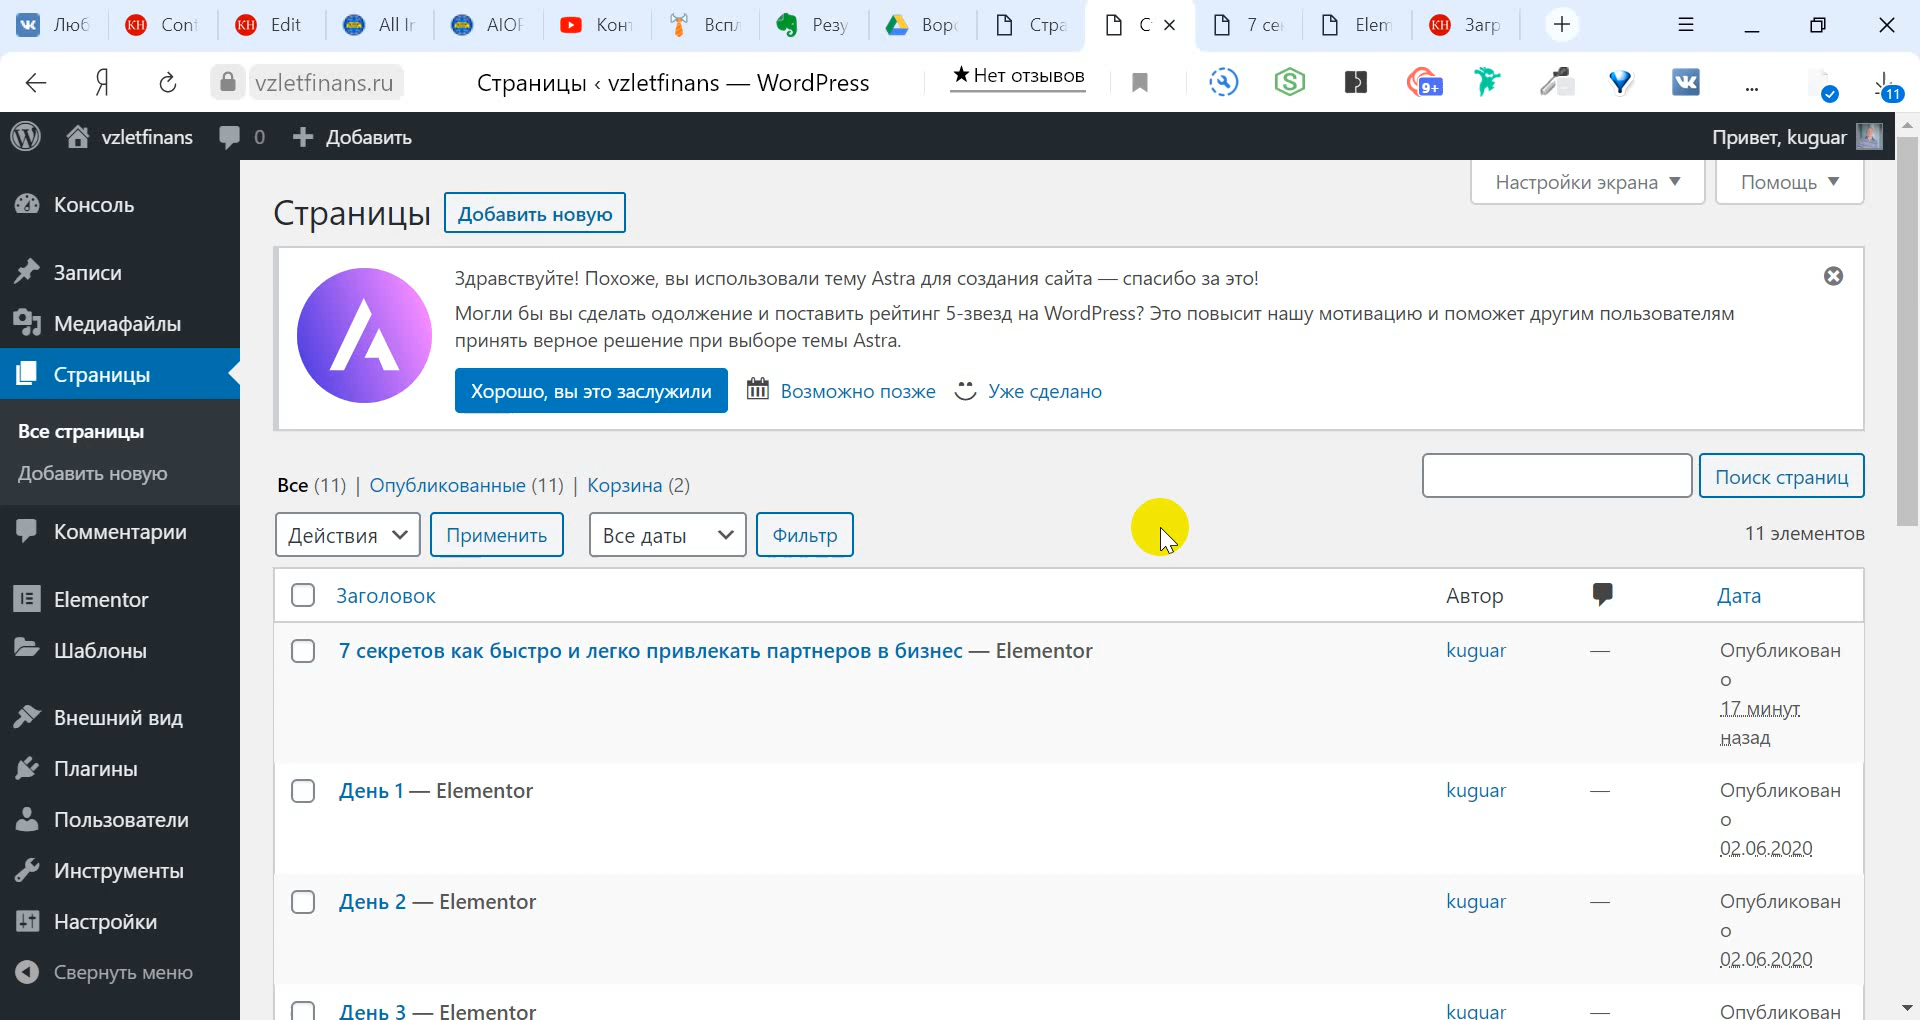 Люб
Cont
Edit
All Ir
AIOF
Конт
Вспл
Резу
Ворс
Стра
С
7 сек
Elem
Загр
vzletfinans.ru
Страницы ‹ vzletfinans — WordPress
★ Нет отзывов
9+
...
11
vzletfinans
0
Добавить
Привет, kuguar
Настройки экрана
Помощь
Консоль
Записи
Медиафайлы
Страницы
Все страницы
Добавить новую
Комментарии
Elementor
Шаблоны
Внешний вид
Плагины
Пользователи
Инструменты
Настройки
Свернуть меню
Страницы
Добавить новую
Здравствуйте! Похоже, вы использовали тему Astra для создания сайта — спасибо за это!
Могли бы вы сделать одолжение и поставить рейтинг 5-звезд на WordPress? Это повысит нашу мотивацию и поможет другим пользователям
принять верное решение при выборе темы Astra.
Хорошо, вы это заслужили
Возможно позже
Уже сделано
Все (11) | Опубликованные (11) | Корзина (2)
Поиск страниц
Действия
Применить
Все даты
Фильтр
11 элементов
Заголовок
Автор
Дата
7 секретов как быстро и легко привлекать партнеров в бизнес — Elementor
kuguar
—
Опубликован
о
17 минут
назад
День 1 — Elementor
kuguar
—
Опубликован
о
02.06.2020
День 2 — Elementor
kuguar
—
Опубликован
о
02.06.2020
День 3 — Elementor
kuguar
—
Опубликован